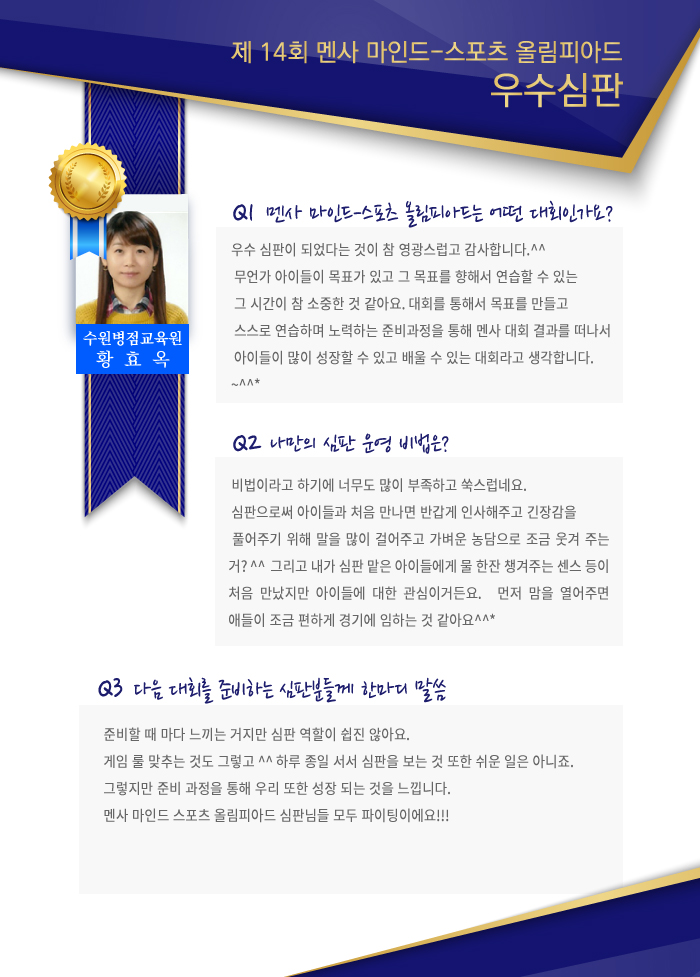 제 14회 멘사 마인드-스포츠 올림피아드
우수심판
수원병점교육원
황 효 옥
Q1 멘사 마인드-스포츠 올림피아드는 어떤 대회인가요?
우수 심판이 되었다는 것이 참 영광스럽고 감사합니다.^^
무언가 아이들이 목표가 있고 그 목표를 향해서 연습할 수 있는
그 시간이 참 소중한 것 같아요. 대회를 통해서 목표를 만들고
스스로 연습하며 노력하는 준비과정을 통해 멘사 대회 결과를 떠나서
아이들이 많이 성장할 수 있고 배울 수 있는 대회라고 생각합니다.
~^^*
Q2 나만의 심판 운영 비법은?
비법이라고 하기에 너무도 많이 부족하고 쑥스럽네요.
심판으로써 아이들과 처음 만나면 반갑게 인사해주고 긴장감을
풀어주기 위해 말을 많이 걸어주고 가벼운 농담으로 조금 웃겨 주는
거? ^^ 그리고 내가 심판 맡은 아이들에게 물 한잔 챙겨주는 센스 등이
처음 만났지만 아이들에 대한 관심이거든요. 먼저 맘을 열어주면
애들이 조금 편하게 경기에 임하는 것 같아요^^*
Q3 다음 대회를 준비하는 심판분들께 한마디 말씀
준비할 때 마다 느끼는 거지만 심판 역할이 쉽진 않아요.
게임 룰 맞추는 것도 그렇고 ^^ 하루 종일 서서 심판을 보는 것 또한 쉬운 일은 아니죠.
그렇지만 준비 과정을 통해 우리 또한 성장 되는 것을 느낍니다.
멘사 마인드 스포츠 올림피아드 심판님들 모두 파이팅이에요!!!